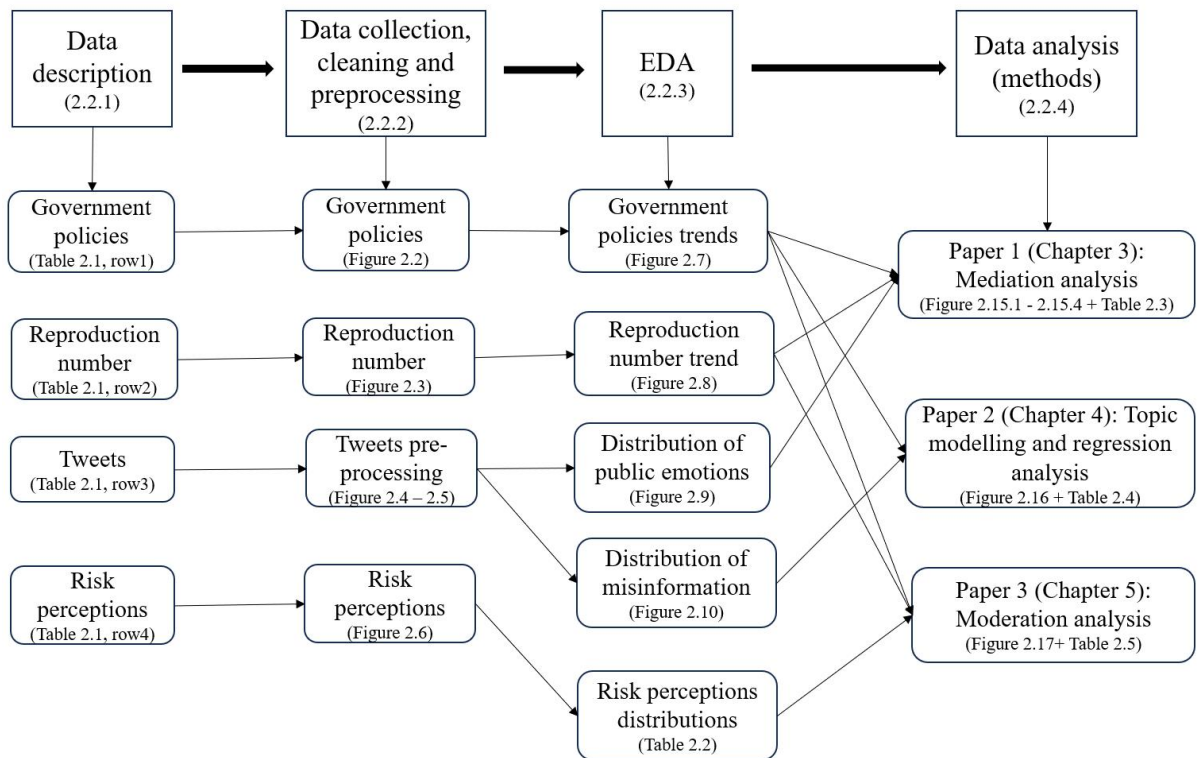 Data
description
(2.2.1)
Data collection,
cleaning and
preprocessing
(2.2.2)
EDA
(2.2.3)
Data analysis
(methods)
(2.2.4)
Government
policies
(Table 2.1, row1)
Government
policies
(Figure 2.2)
Government
policies trends
(Figure 2.7)
Paper 1 (Chapter 3):
Mediation analysis
(Figure 2.15.1 - 2.15.4 + Table 2.3)
Reproduction
number
(Table 2.1, row2)
Reproduction
number
(Figure 2.3)
Reproduction
number trend
(Figure 2.8)
Paper 2 (Chapter 4): Topic
modelling and regression
analysis
(Figure 2.16 + Table 2.4)
Tweets
(Table 2.1, row3)
Tweets pre-
processing
(Figure 2.4 – 2.5)
Distribution of
public emotions
(Figure 2.9)
Distribution of
misinformation
(Figure 2.10)
Paper 3 (Chapter 5):
Moderation analysis
(Figure 2.17+ Table 2.5)
Risk
perceptions
(Table 2.1, row4)
Risk
perceptions
(Figure 2.6)
Risk perceptions
distributions
(Table 2.2)